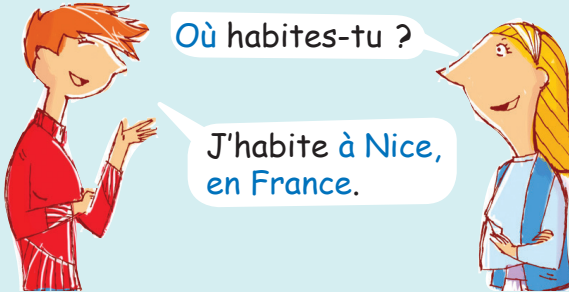 Où habites-tu ?
J'habite à Nice,
en France.